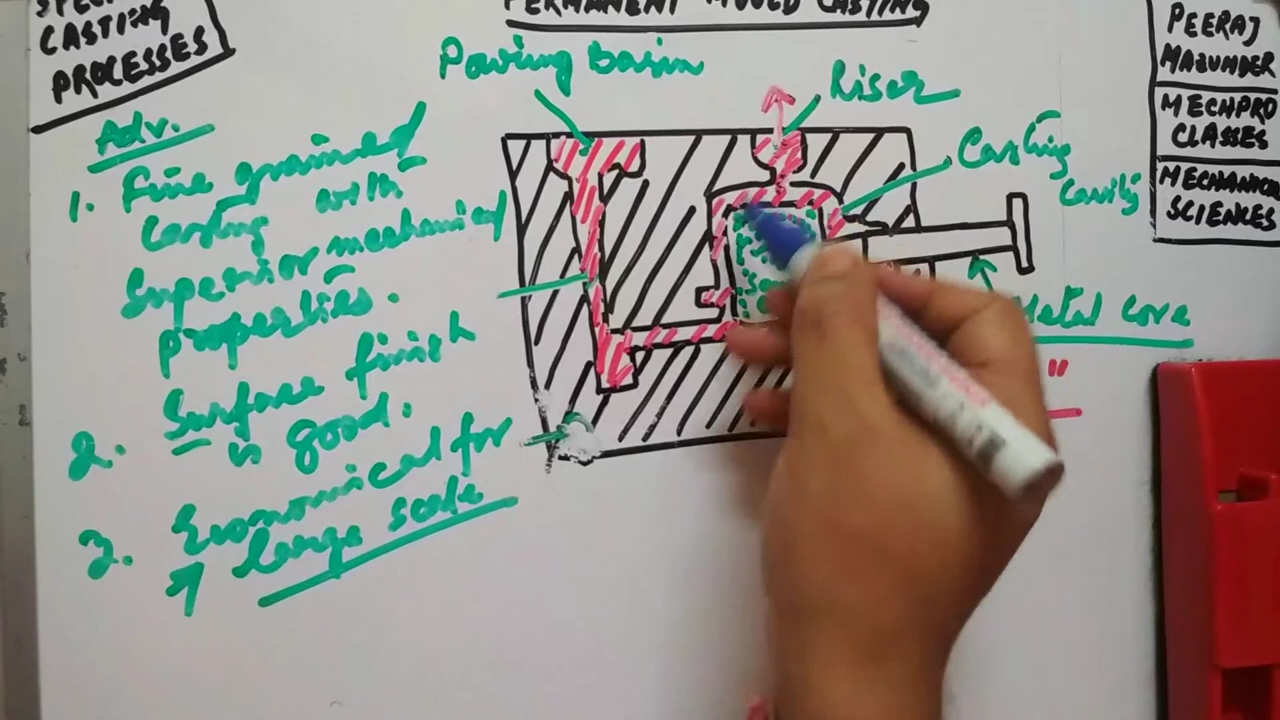 CASTING
PROCESSES
PERMANENT MOULD CASTING
PEERAJ
MAZUMDER
MECHPRO
CLASSES
MECHANICAL
SCIENCES
Pouring basin
Riser
Casting
cavity
Metal core
"
Adv.
1. Fine grained
casting with
superior mechanical
properties.
2. Surface finish
is good.
3. Economical for
large scale